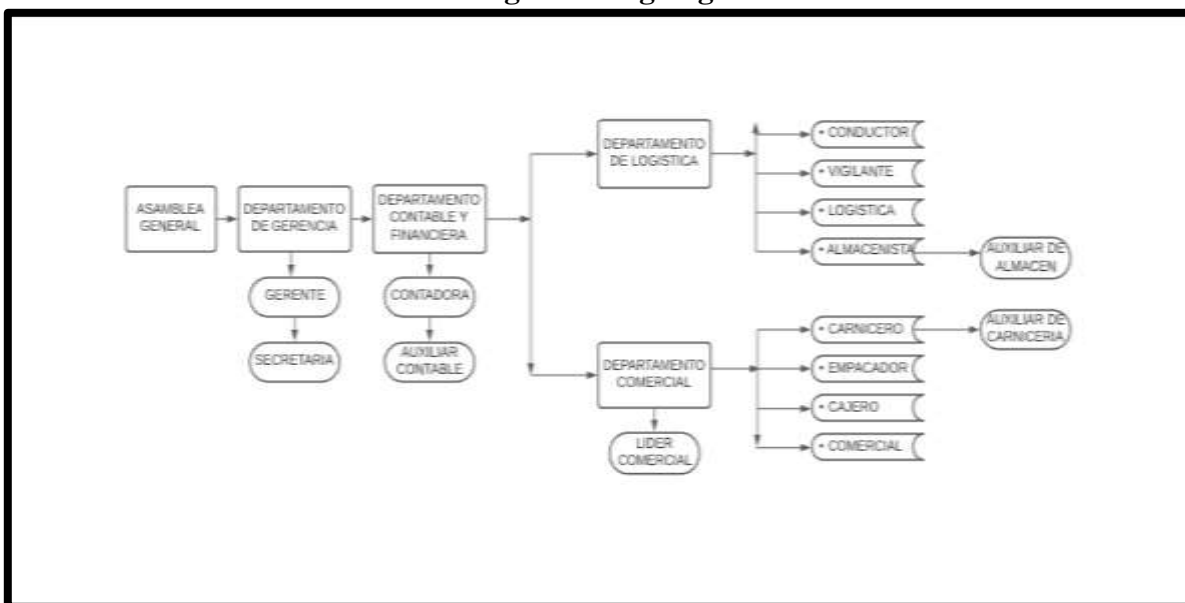 ASAMBLEA
GENERAL
DEPARTAMENTO
DE GERENCIA
GERENTE
SECRETARIA
DEPARTAMENTO
CONTABLE Y
FINANCIERA
CONTADORA
AUXILIAR
CONTABLE
DEPARTAMENTO
DE LOGISTICA
• CONDUCTOR
• VIGILANTE
• LOGISTICA
• ALMACENISTA
AUXILIAR DE
ALMACEN
DEPARTAMENTO
COMERCIAL
LIDER
COMERCIAL
• CARNICERO
• EMPACADOR
• CAJERO
• COMERCIAL
AUXILIAR DE
CARNICERIA